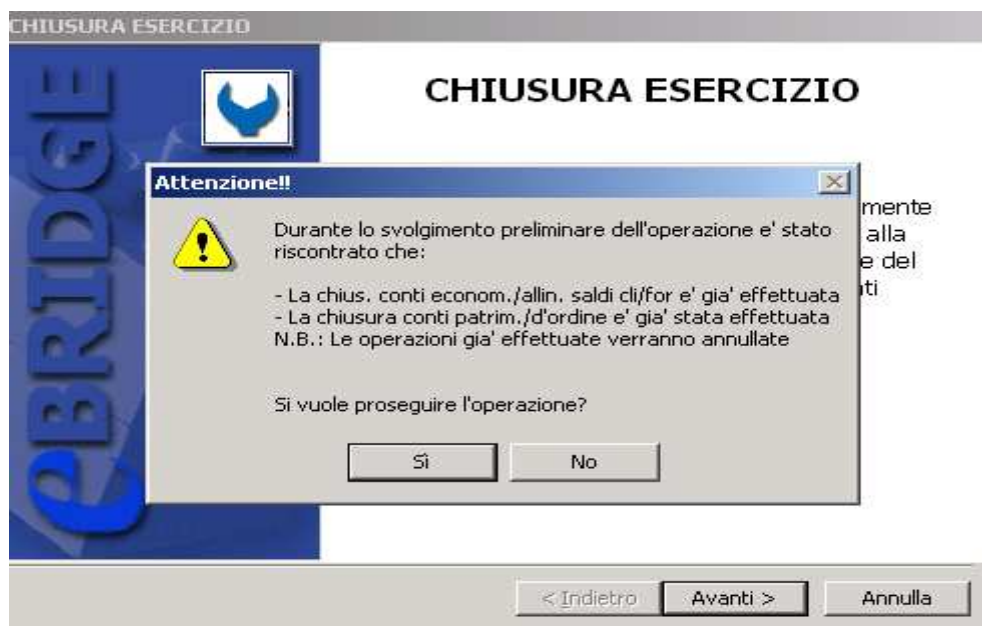 CHIUSURA ESERCIZIO
eBRIDGE
CHIUSURA ESERCIZIO
Attenzione!!
Durante lo svolgimento preliminare dell'operazione e' stato
riscontrato che:
- La chius. conti econom./allin. saldi cli/for e' gia' effettuata
- La chiusura conti patrim./d'ordine e' gia' stata effettuata
N.B.: Le operazioni gia' effettuate verranno annullate
Si vuole proseguire l'operazione?
Sì
No
mente
alla
e del
ti
< Indietro
Avanti >
Annulla